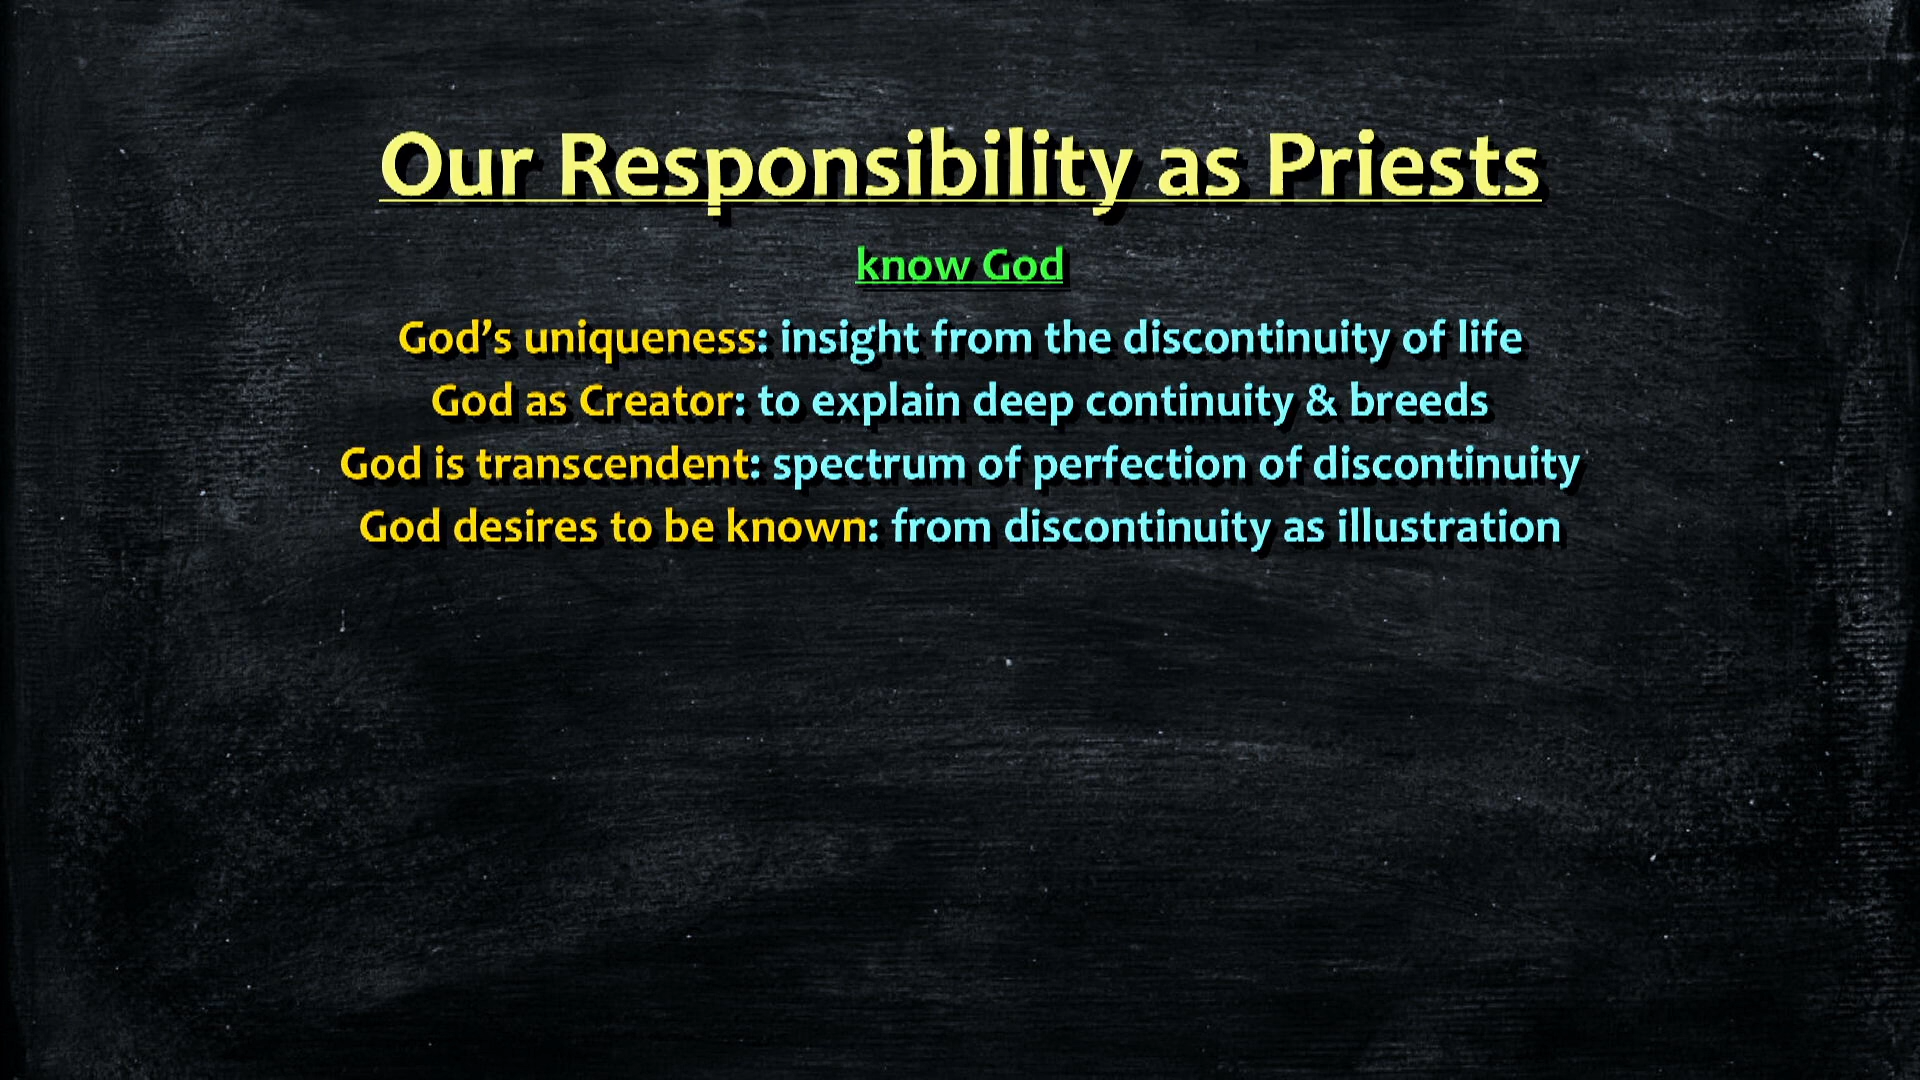 Our Responsibility as Priests
know God
God’s uniqueness: insight from the discontinuity of life
God as Creator: to explain deep continuity & breeds
God is transcendent: spectrum of perfection of discontinuity
God desires to be known: from discontinuity as illustration